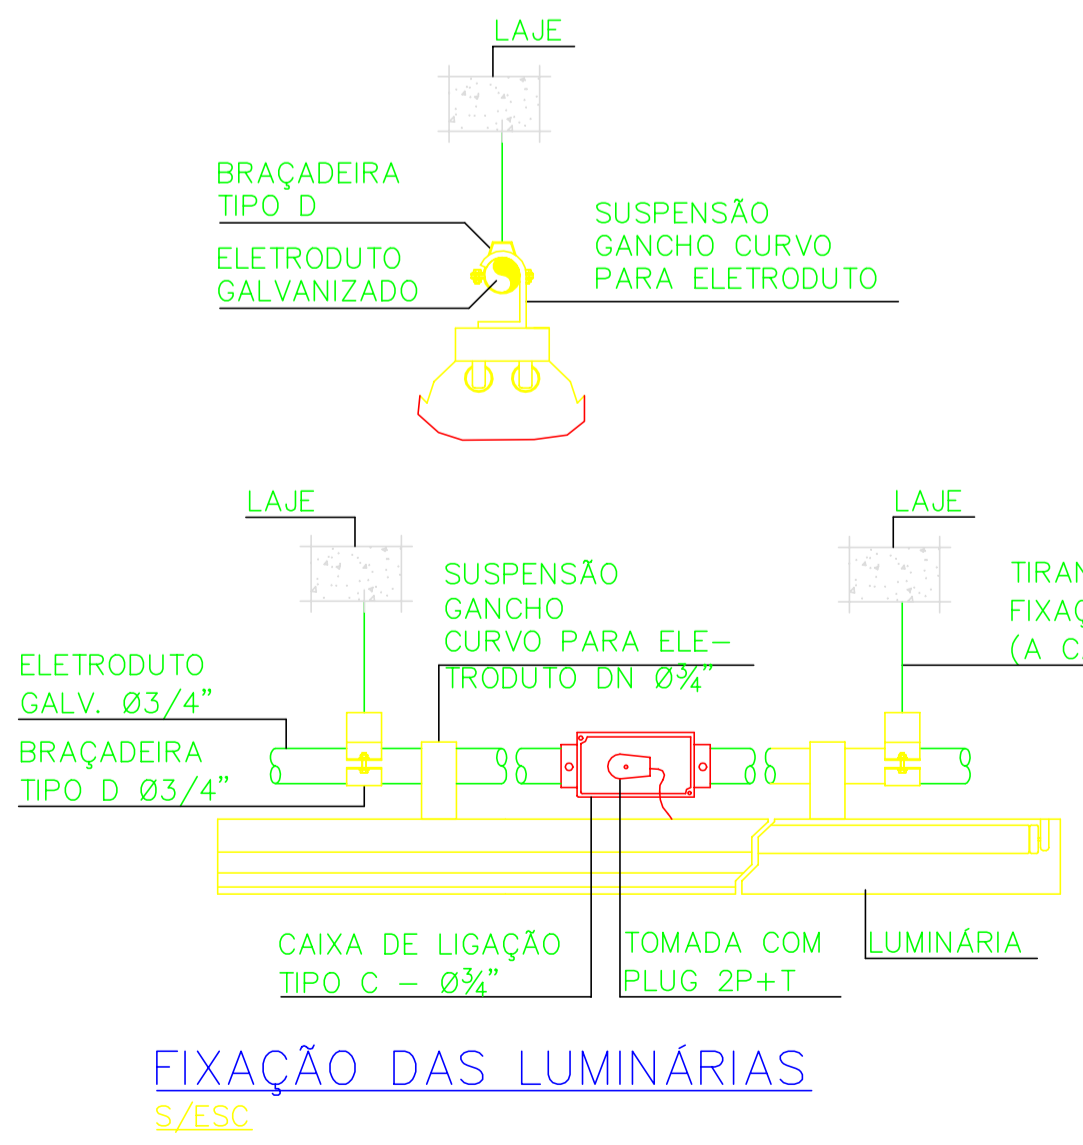 LAJE
BRAÇADEIRA
TIPO D
ELETRODUTO
GALVANIZADO
SUSPENSÃO
GANCHO CURVO
PARA ELETRODUTO
LAJE
LAJE
SUSPENSÃO
GANCHO
CURVO PARA ELE-
TRODUTO DN Ø¾"
ELETRODUTO
GALV. Ø3/4"
BRAÇADEIRA
TIPO D Ø3/4"
CAIXA DE LIGAÇÃO
TIPO C - Ø¾"
TOMADA COM
PLUG 2P+T
LUMINÁRIA
FIXAÇÃO DAS LUMINÁRIAS
S/ESC